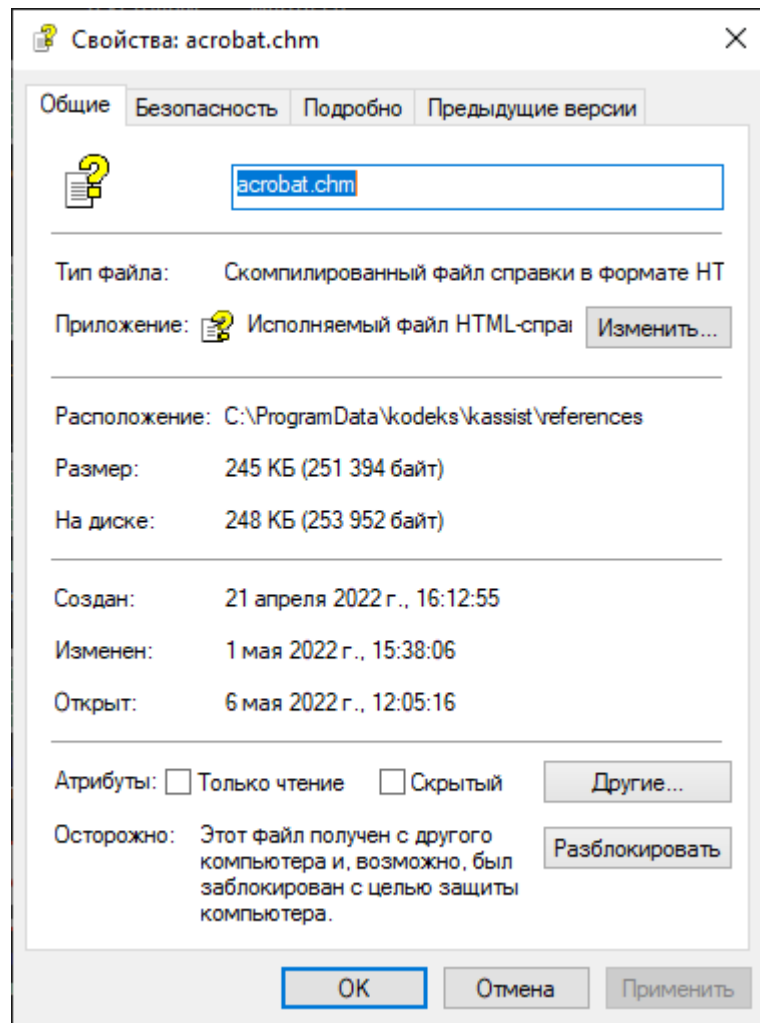 Свойства: acrobat.chm
Общие Безопасность Подробно Предыдущие версии
acrobat.chm
Тип файла: Скомпилированный файл справки в формате HT
Приложение: Исполняемый файл HTML-спра Изменить...
Расположение: C:\ProgramData\kodeks\kassist\references
Размер: 245 КБ (251 394 байт)
На диске: 248 КБ (253 952 байт)
Создан: 21 апреля 2022 г., 16:12:55
Изменен: 1 мая 2022 г., 15:38:06
Открыт: 6 мая 2022 г., 12:05:16
Атрибуты: Только чтение Скрытый Другие...
Осторожно: Этот файл получен с другого
компьютера и, возможно, был Разблокировать
заблокирован с целью защиты
компьютера.
OK Отмена Применить